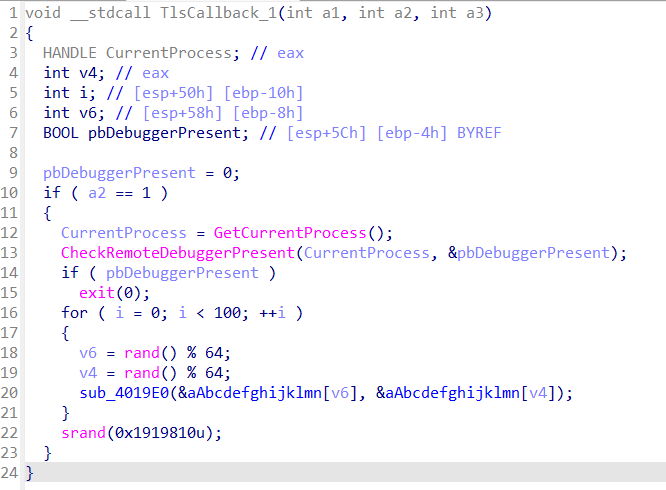 1 void __stdcall TlsCallback_1(int a1, int a2, int a3)
2 {
3   HANDLE CurrentProcess; // eax
4   int v4; // eax
5   int i; // [esp+50h] [ebp-10h]
6   int v6; // [esp+58h] [ebp-8h]
7   BOOL pbDebuggerPresent; // [esp+5Ch] [ebp-4h] BYREF
8
9   pbDebuggerPresent = 0;
10   if ( a2 == 1 )
11   {
12     CurrentProcess = GetCurrentProcess();
13     CheckRemoteDebuggerPresent(CurrentProcess, &pbDebuggerPresent);
14     if ( pbDebuggerPresent )
15       exit(0);
16     for ( i = 0; i < 100; ++i )
17     {
18       v6 = rand() % 64;
19       v4 = rand() % 64;
20       sub_4019E0(&aAbcdefghijklmn[v6], &aAbcdefghijklmn[v4]);
21     }
22     srand(0x1919810u);
23   }
24 }